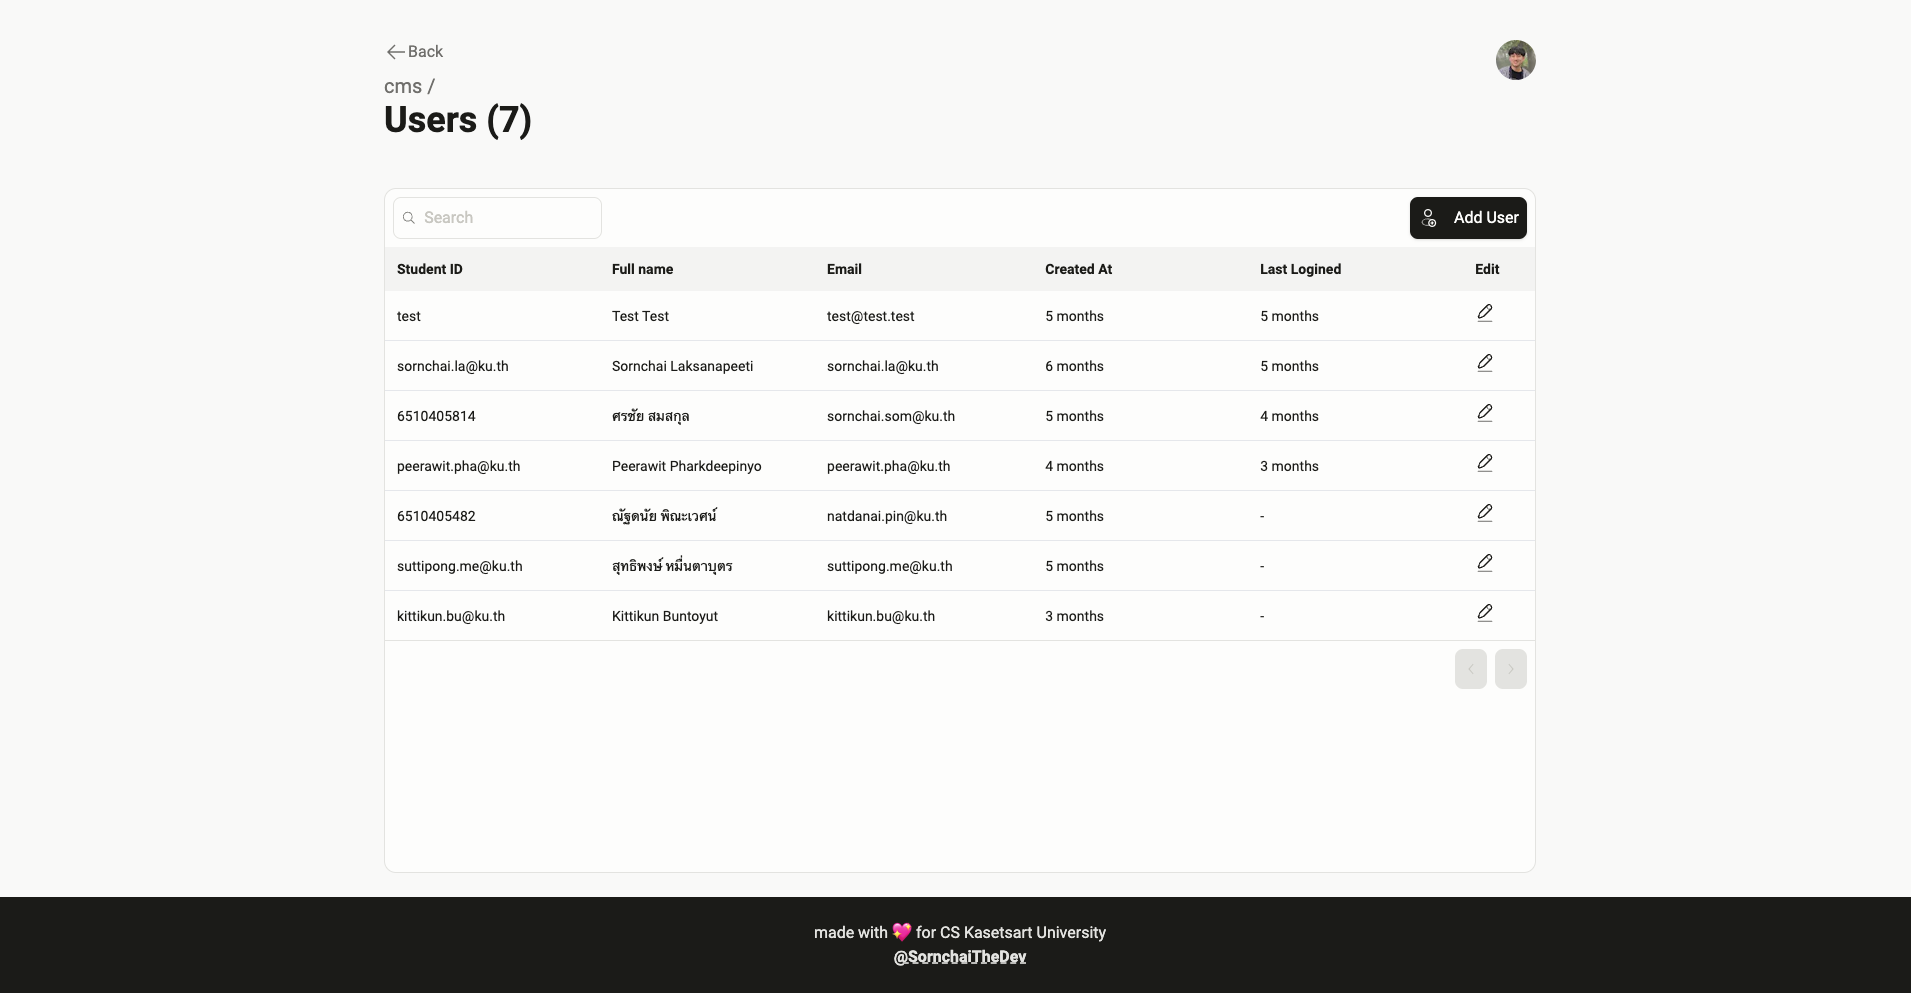 Back
cms /
Users (7)
Search
Add User
Student ID Full name Email Created At Last Logined Edit
test Test Test test@test.test 5 months 5 months
sornchai.la@ku.th Sornchai Laksanapeeti sornchai.la@ku.th 6 months 5 months
6510405814 ศรชัย สมสกุล sornchai.som@ku.th 5 months 4 months
peerawit.pha@ku.th Peerawit Pharkdeepinyo peerawit.pha@ku.th 4 months 3 months
6510405482 ณัฐดนัย พิณะเวศน์ natdanai.pin@ku.th 5 months -
suttipong.me@ku.th สุทธิพงษ์ หมื่นตาบุตร suttipong.me@ku.th 5 months -
kittikun.bu@ku.th Kittikun Buntoyut kittikun.bu@ku.th 3 months -
made with 💖 for CS Kasetsart University
@SornchaiTheDev